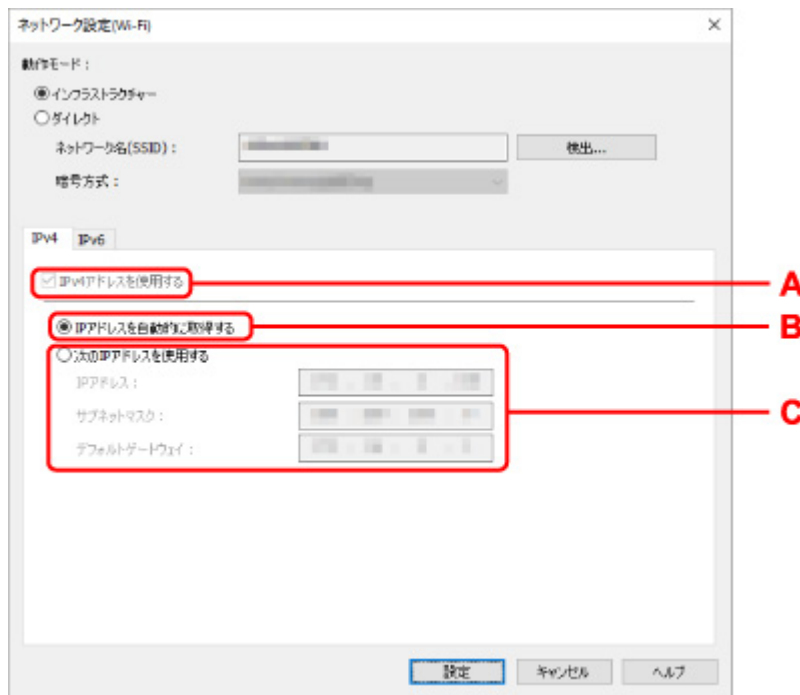 ネットワーク設定(Wi-Fi)
動作モード：
インフラストラクチャー
ダイレクト
ネットワーク名(SSID)：
検出...
暗号方式：
IPv4 IPv6
IPv4アドレスを使用する
A
IPアドレスを自動的に取得する
B
次のIPアドレスを使用する
IPアドレス：
サブネットマスク：
C
デフォルトゲートウェイ：
設定 キャンセル ヘルプ